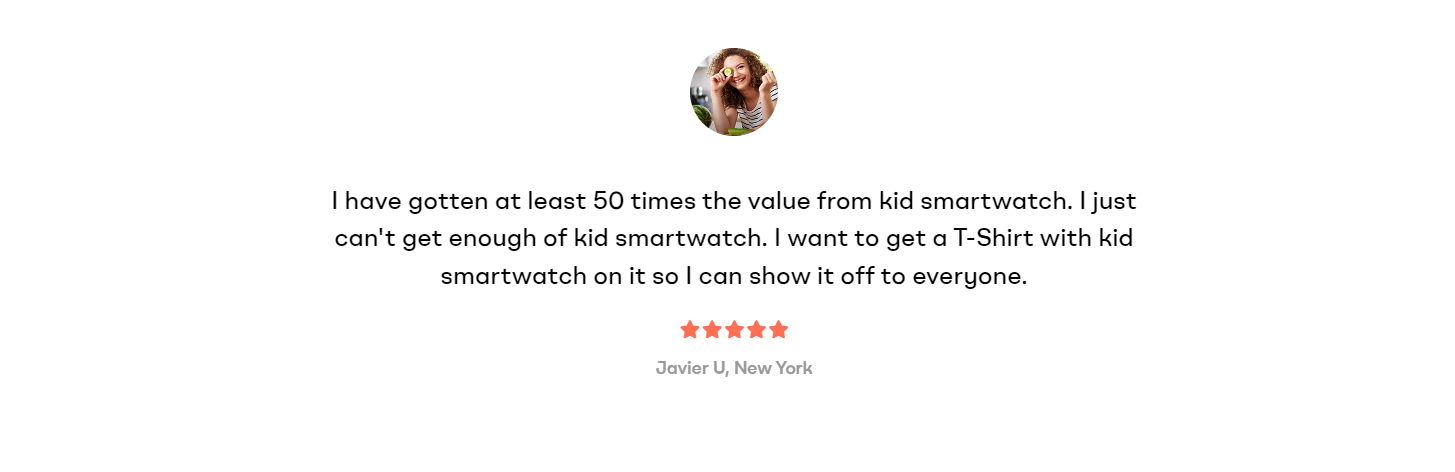 I have gotten at least 50 times the value from kid smartwatch. I just
can't get enough of kid smartwatch. I want to get a T-Shirt with kid
smartwatch on it so I can show it off to everyone.
Javier U, New York